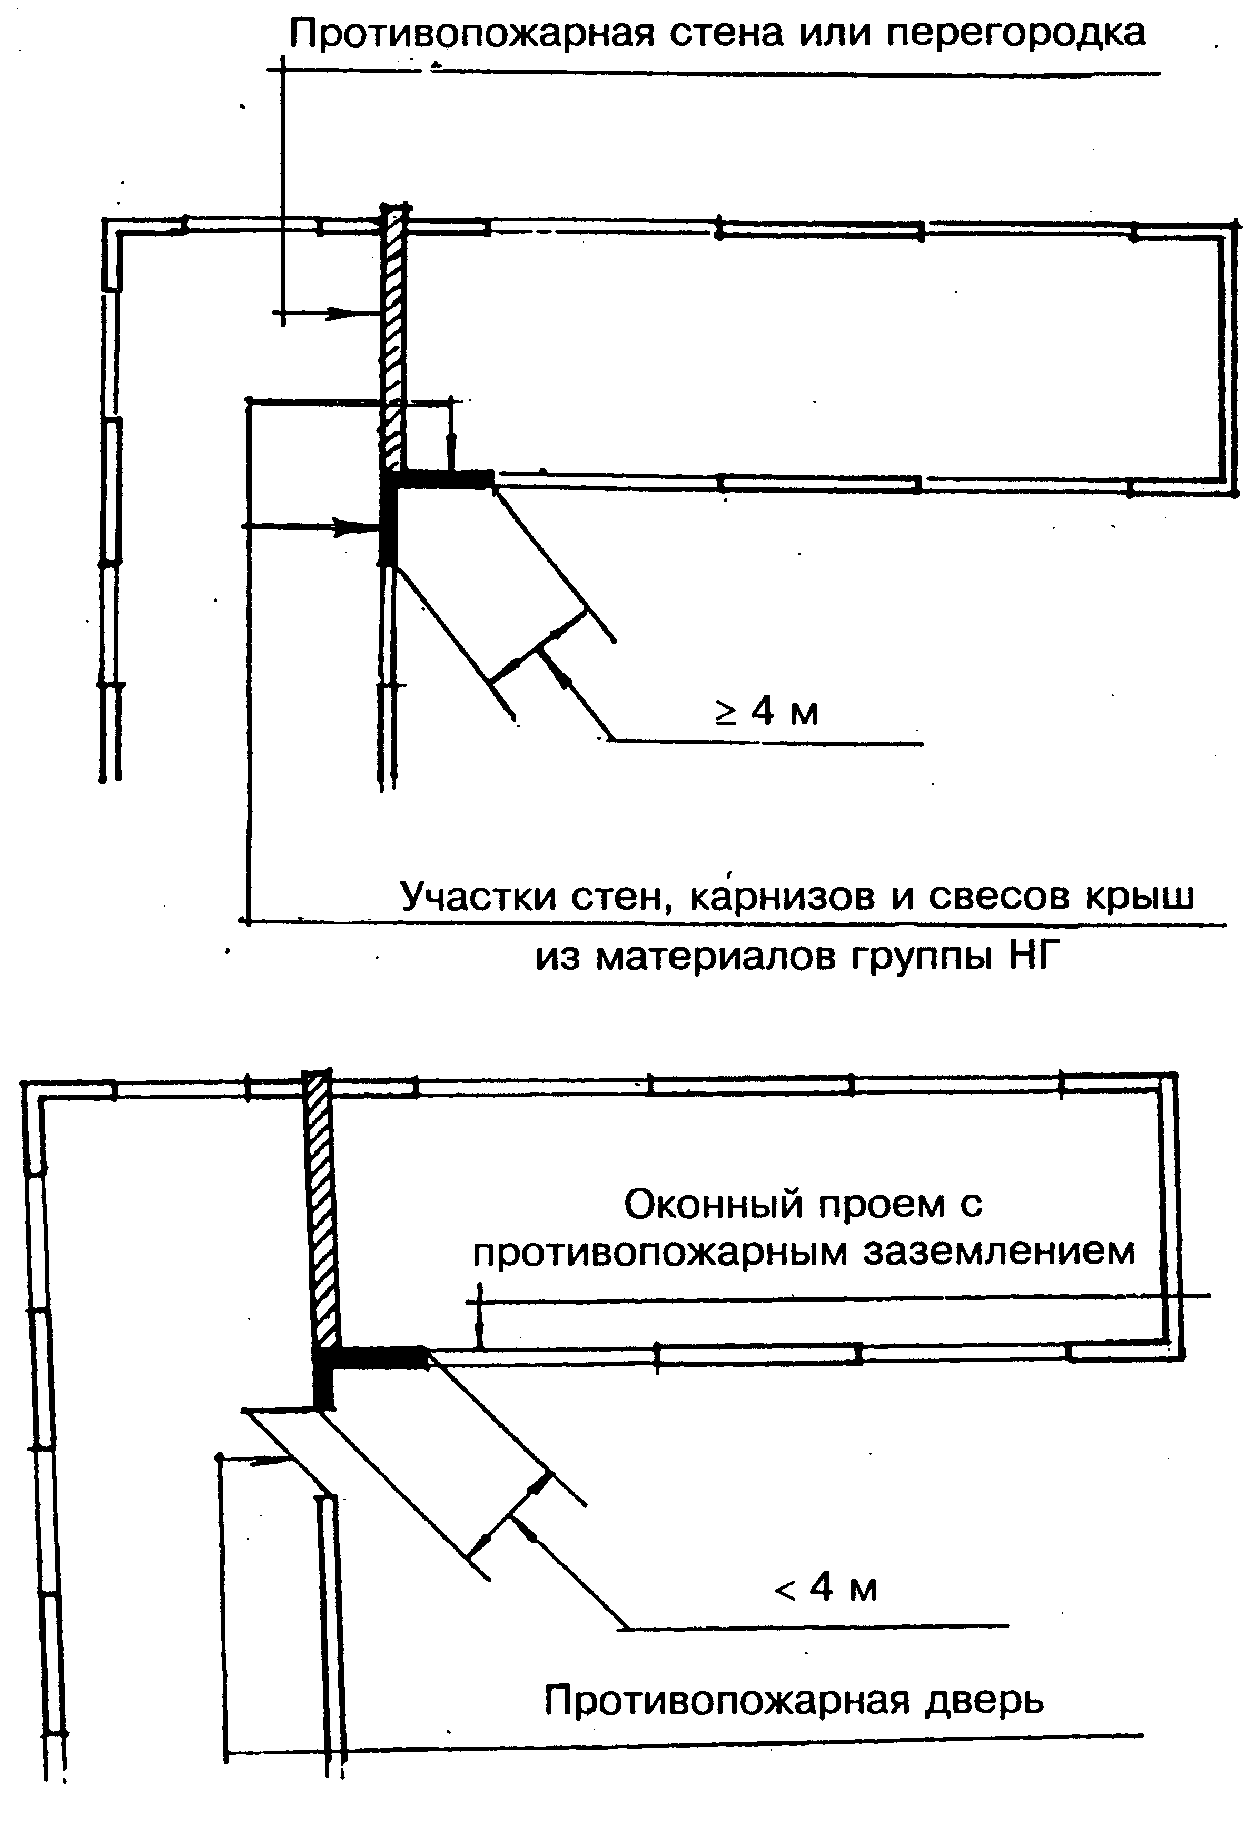 Противопожарная стена или перегородка
≥ 4 м
Участки стен, карнизов и свесов крыш
из материалов группы НГ
Оконный проем с
противопожарным заземлением
< 4 м
Противопожарная дверь